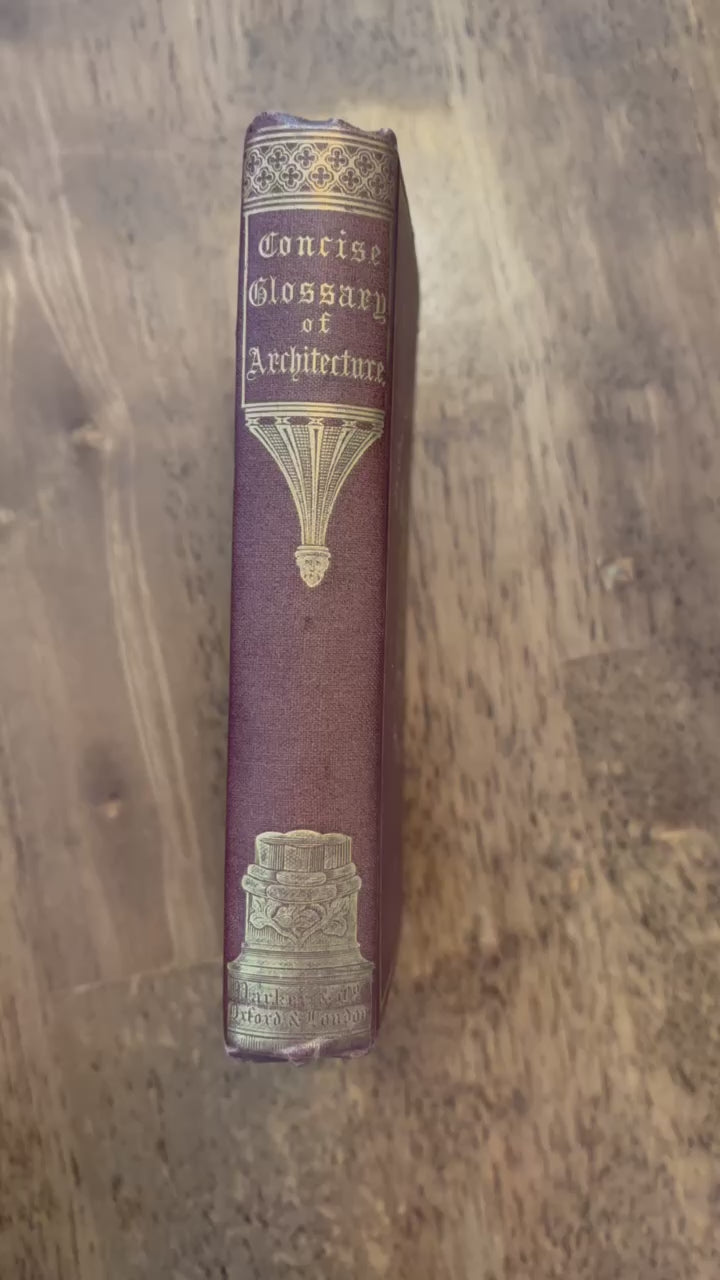 Concise
Glossary
of
Architecture.
Parker & Co.
Oxford & London